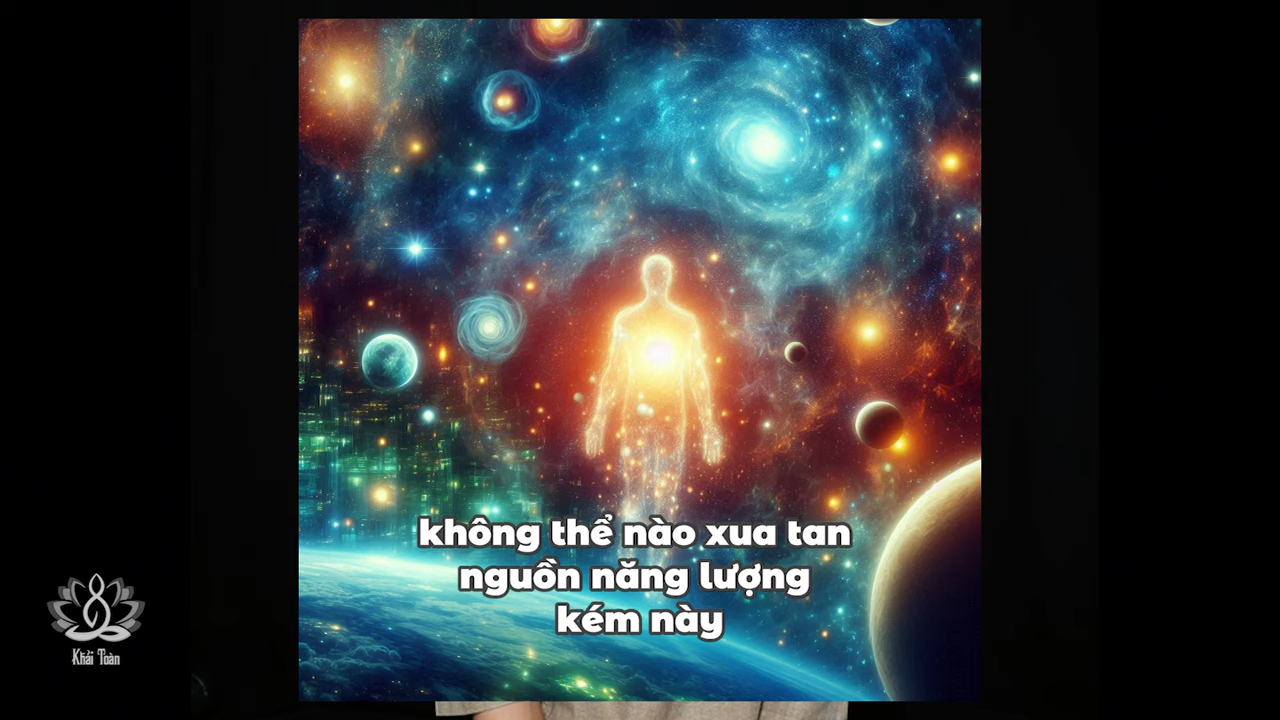 không thể nào xua tan
nguồn năng lượng
kém này
Khải Toàn